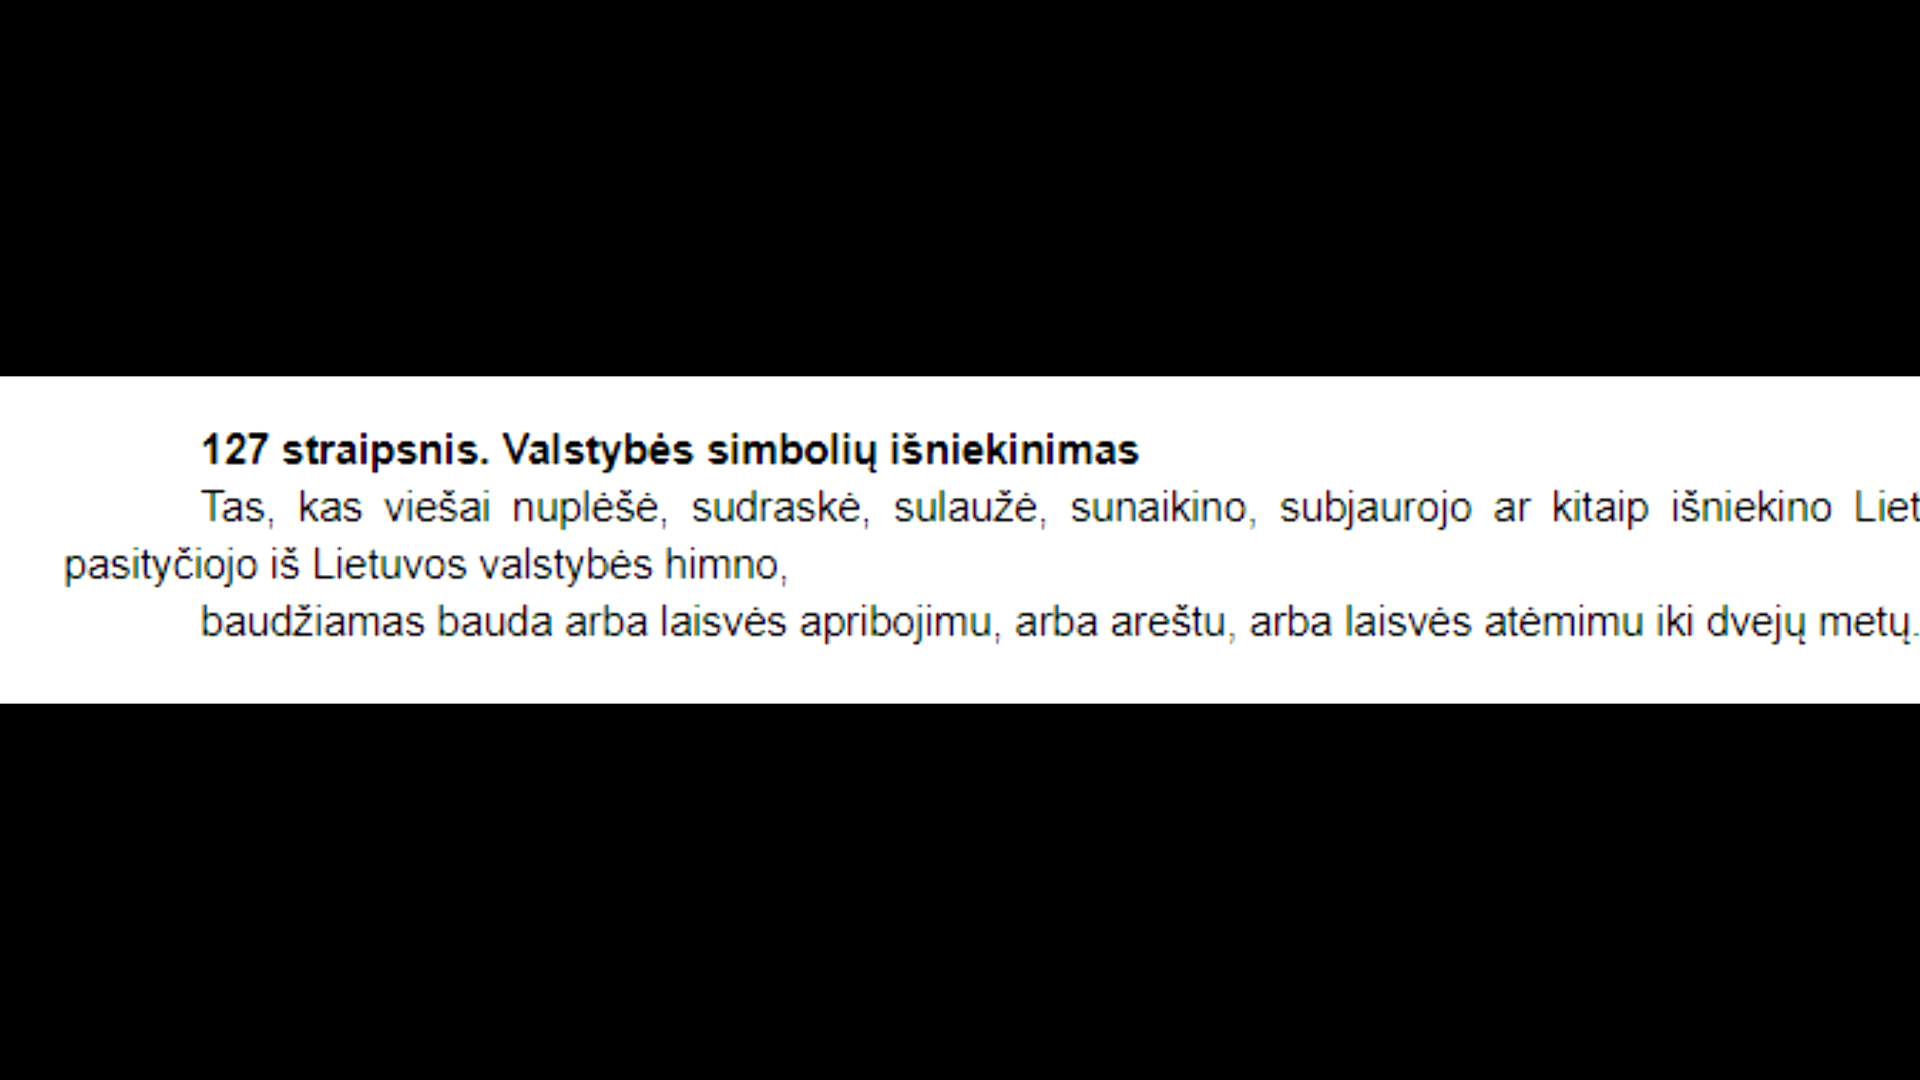 127 straipsnis. Valstybės simbolių išniekinimas
Tas, kas viešai nuplėšė, sudraskė, sulaužė, sunaikino, subjaurojo ar kitaip išniekino Liet
pasityčiojo iš Lietuvos valstybės himno,
baudžiamas bauda arba laisvės apribojimu, arba areštu, arba laisvės atėmimu iki dvejų metų.